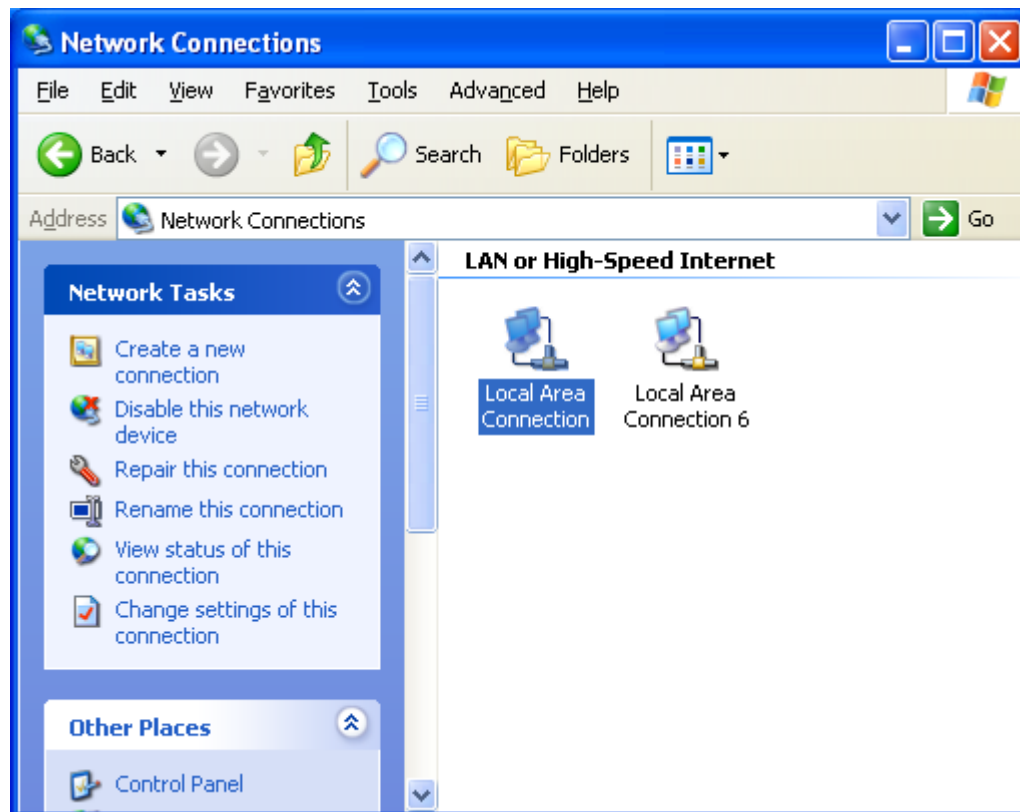 Network Connections
File Edit View Favorites Tools Advanced Help
Back Search Folders
Address Network Connections Go
Network Tasks
Create a new
connection
Disable this network
device
Repair this connection
Rename this connection
View status of this
connection
Change settings of this
connection
Other Places
Control Panel
LAN or High-Speed Internet
Local Area
Connection
Local Area
Connection 6